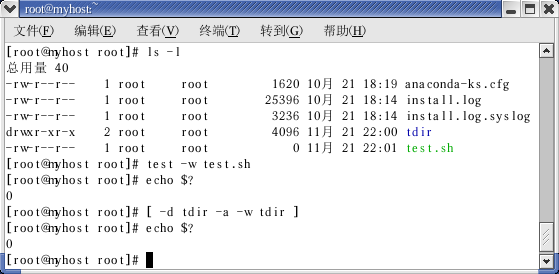 root@myhost:~
文件(F) 编辑(E) 查看(V) 终端(T) 转到(G) 帮助(H)
[root@myhost root]# ls -l
总用量 40
-rw-r--r-- 1 root root 1620 10月 21 18:19 anaconda-ks.cfg
-rw-r--r-- 1 root root 25396 10月 21 18:14 install.log
-rw-r--r-- 1 root root 3236 10月 21 18:14 install.log.syslog
drwxr-xr-x 2 root root 4096 11月 21 22:00 tdir
-rw-r--r-- 1 root root 0 11月 21 22:01 test.sh
[root@myhost root]# test -w test.sh
[root@myhost root]# echo $?
0
[root@myhost root]# [ -d tdir -a -w tdir ]
[root@myhost root]# echo $?
0
[root@myhost root]#